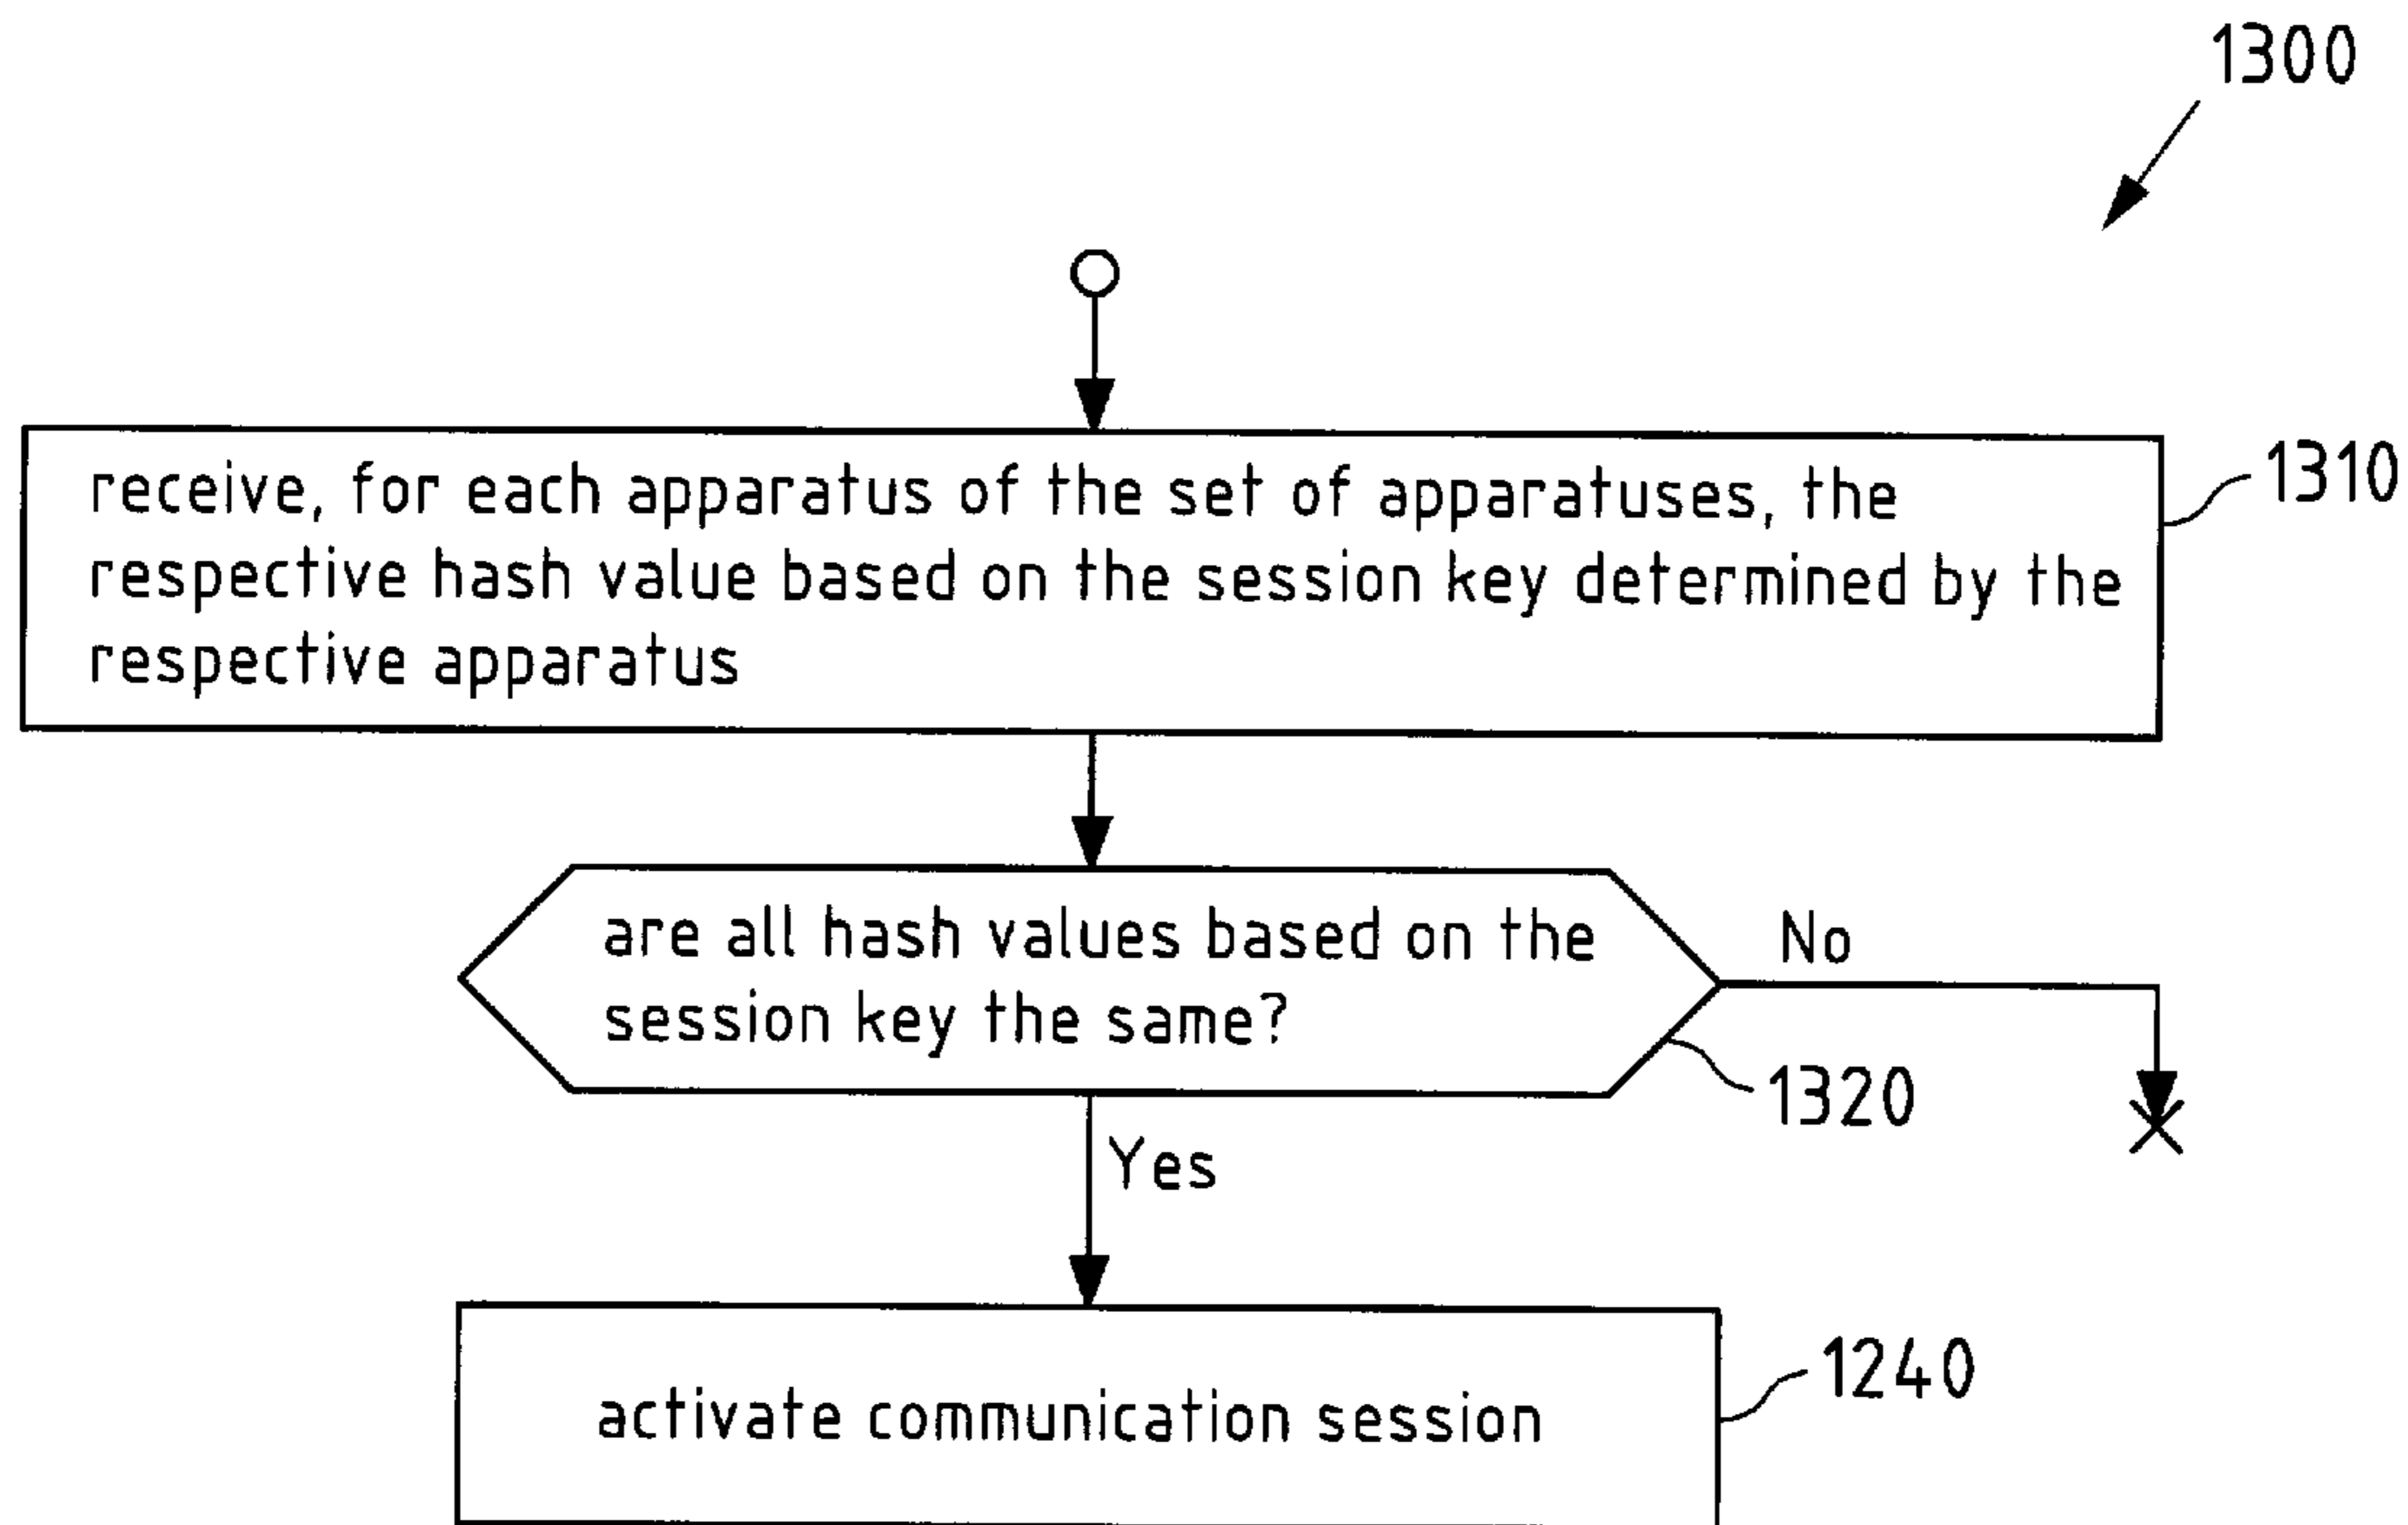 1300
receive, for each apparatus of the set of apparatuses, the
respective hash value based on the session key determined by the
respective apparatus
1310
are all hash values based on the
session key the same?
No
1320
Yes
activate communication session
1240